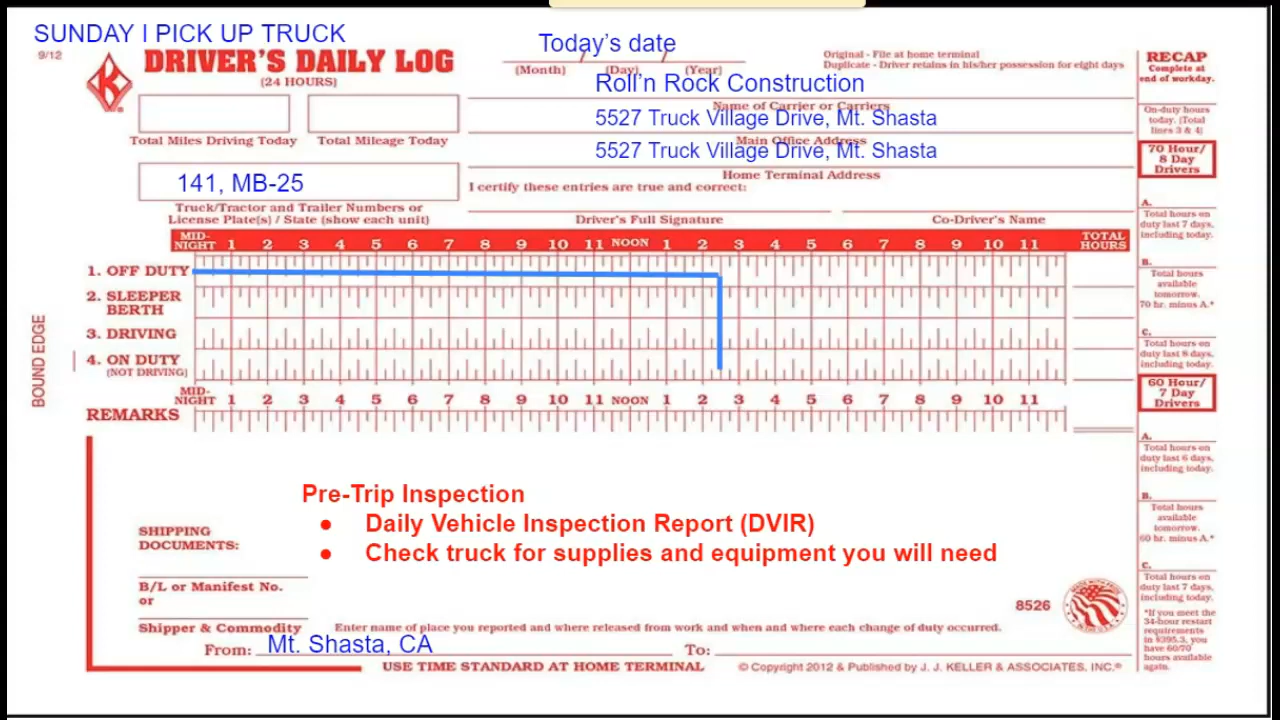 SUNDAY I PICK UP TRUCK
9/12
DRIVER'S DAILY LOG
(24 HOURS)
Today's date
(Month) (Day) (Year)
Original - File at home terminal
Duplicate - Driver retains in his/her possession for eight days
RECAP
Complete at
end of workday.
K
Roll'n Rock Construction
Name of Carrier or Carriers
5527 Truck Village Drive, Mt. Shasta
Main Office Address
5527 Truck Village Drive, Mt. Shasta
Home Terminal Address
Total Miles Driving Today Total Mileage Today
141, MB-25
Truck/Tractor and Trailer Numbers or
License Plate(s) / State (show each unit)
I certify these entries are true and correct:
Driver's Full Signature Co-Driver's Name
On-duty hours
today. (Total
lines 3 & 4)
70 Hour/
8 Day
Drivers
A.
Total hours on
duty last 7 days,
including today.
B.
Total hours
available
tomorrow.
70 hr. minus A.*
C.
Total hours on
duty last 8 days,
including today.
60 Hour/
7 Day
Drivers
A.
Total hours on
duty last 6 days,
including today.
B.
Total hours
available
tomorrow.
60 hr. minus A.*
C.
Total hours on
duty last 7 days,
including today.
*If you meet the
34-hour restart
requirements
in §395.3, you
have 60/70
hours available
again.
MID-
NIGHT 1 2 3 4 5 6 7 8 9 10 11 NOON 1 2 3 4 5 6 7 8 9 10 11 TOTAL
HOURS
1. OFF DUTY
2. SLEEPER
BERTH
3. DRIVING
4. ON DUTY
(NOT DRIVING)
MID-
NIGHT 1 2 3 4 5 6 7 8 9 10 11 NOON 1 2 3 4 5 6 7 8 9 10 11
REMARKS
BOUND EDGE
Pre-Trip Inspection
● Daily Vehicle Inspection Report (DVIR)
● Check truck for supplies and equipment you will need
SHIPPING
DOCUMENTS:
B/L or Manifest No.
or
Shipper & Commodity
8526
Enter name of place you reported and where released from work and when and where each change of duty occurred.
From: Mt. Shasta, CA To:
USE TIME STANDARD AT HOME TERMINAL
© Copyright 2012 & Published by J. J. KELLER & ASSOCIATES, INC.®